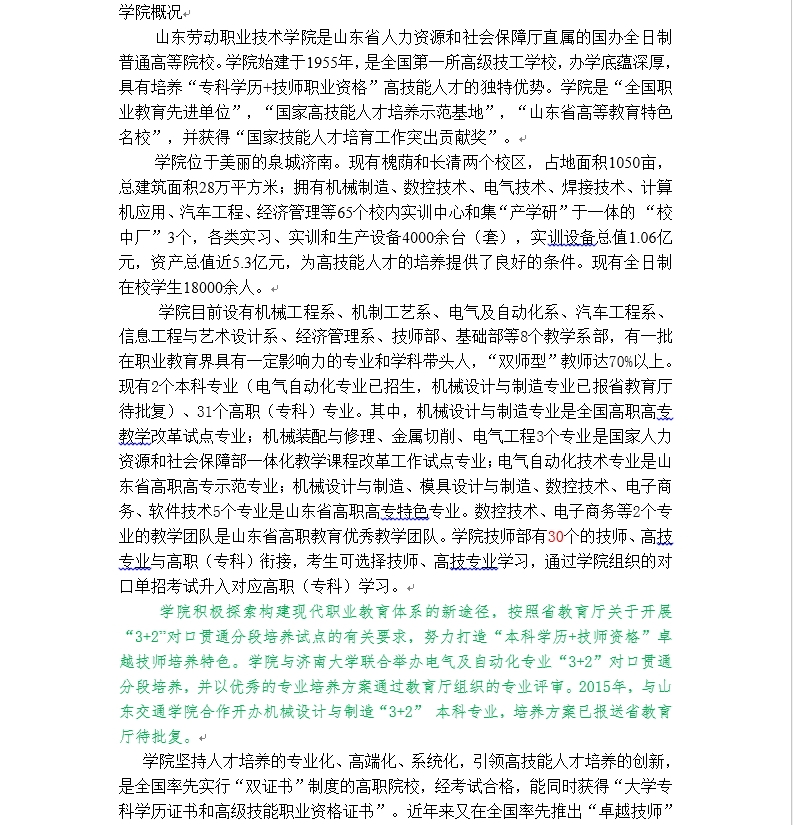 学院概况
山东劳动职业技术学院是山东省人力资源和社会保障厅直属的国办全日制
普通高等院校。学院始建于1955年，是全国第一所高级技工学校，办学底蕴深厚，
具有培养“专科学历+技师职业资格”高技能人才的独特优势。学院是“全国职
业教育先进单位”，“国家高技能人才培养示范基地”，“山东省高等教育特色
名校”，并获得“国家技能人才培育工作突出贡献奖”。
学院位于美丽的泉城济南。现有槐荫和长清两个校区，占地面积1050亩，
总建筑面积28万平方米；拥有机械制造、数控技术、电气技术、焊接技术、计算
机应用、汽车工程、经济管理等65个校内实训中心和集“产学研”于一体的 “校
中厂”3个，各类实习、实训和生产设备4000余台（套），实训设备总值1.06亿
元，资产总值近5.3亿元，为高技能人才的培养提供了良好的条件。现有全日制
在校学生18000余人。
学院目前设有机械工程系、机制工艺系、电气及自动化系、汽车工程系、
信息工程与艺术设计系、经济管理系、技师部、基础部等8个教学系部，有一批
在职业教育界具有一定影响力的专业和学科带头人，“双师型”教师达70%以上。
现有2个本科专业（电气自动化专业已招生，机械设计与制造专业已报省教育厅
待批复）、31个高职（专科）专业。其中，机械设计与制造专业是全国高职高专
教学改革试点专业；机械装配与修理、金属切削、电气工程3个专业是国家人力
资源和社会保障部一体化教学课程改革工作试点专业；电气自动化技术专业是山
东省高职高专示范专业；机械设计与制造、模具设计与制造、数控技术、电子商
务、软件技术5个专业是山东省高职高专特色专业。数控技术、电子商务等2个专
业的教学团队是山东省高职教育优秀教学团队。学院技师部有30个的技师、高技
专业与高职（专科）衔接，考生可选择技师、高技专业学习，通过学院组织的对
口单招考试升入对应高职（专科）学习。
学院积极探索构建现代职业教育体系的新途径，按照省教育厅关于开展
“3+2”对口贯通分段培养试点的有关要求，努力打造“本科学历+技师资格”卓
越技师培养特色。学院与济南大学联合举办电气及自动化专业“3+2”对口贯通
分段培养，并以优秀的专业培养方案通过教育厅组织的专业评审。2015年，与山
东交通学院合作开办机械设计与制造“3+2” 本科专业，培养方案已报送省教育
厅待批复。
学院坚持人才培养的专业化、高端化、系统化，引领高技能人才培养的创新，
是全国率先实行“双证书”制度的高职院校，经考试合格，能同时获得“大学专
科学历证书和高级技能职业资格证书”。近年来又在全国率先推出“卓越技师”